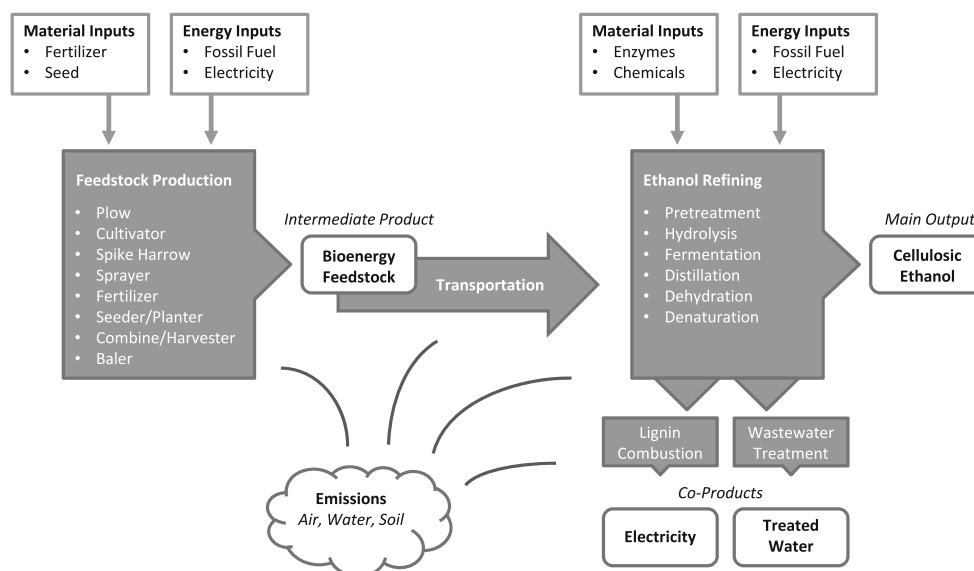 Material Inputs
• Fertilizer
• Seed
Energy Inputs
• Fossil Fuel
• Electricity
Material Inputs
• Enzymes
• Chemicals
Energy Inputs
• Fossil Fuel
• Electricity
Feedstock Production
• Plow
• Cultivator
• Spike Harrow
• Sprayer
• Fertilizer
• Seeder/Planter
• Combine/Harvester
• Baler
Intermediate Product
Bioenergy
Feedstock
Transportation
Ethanol Refining
• Pretreatment
• Hydrolysis
• Fermentation
• Distillation
• Dehydration
• Denaturation
Main Output
Cellulosic
Ethanol
Lignin
Combustion
Wastewater
Treatment
Co-Products
Electricity
Treated
Water
Emissions
Air, Water, Soil